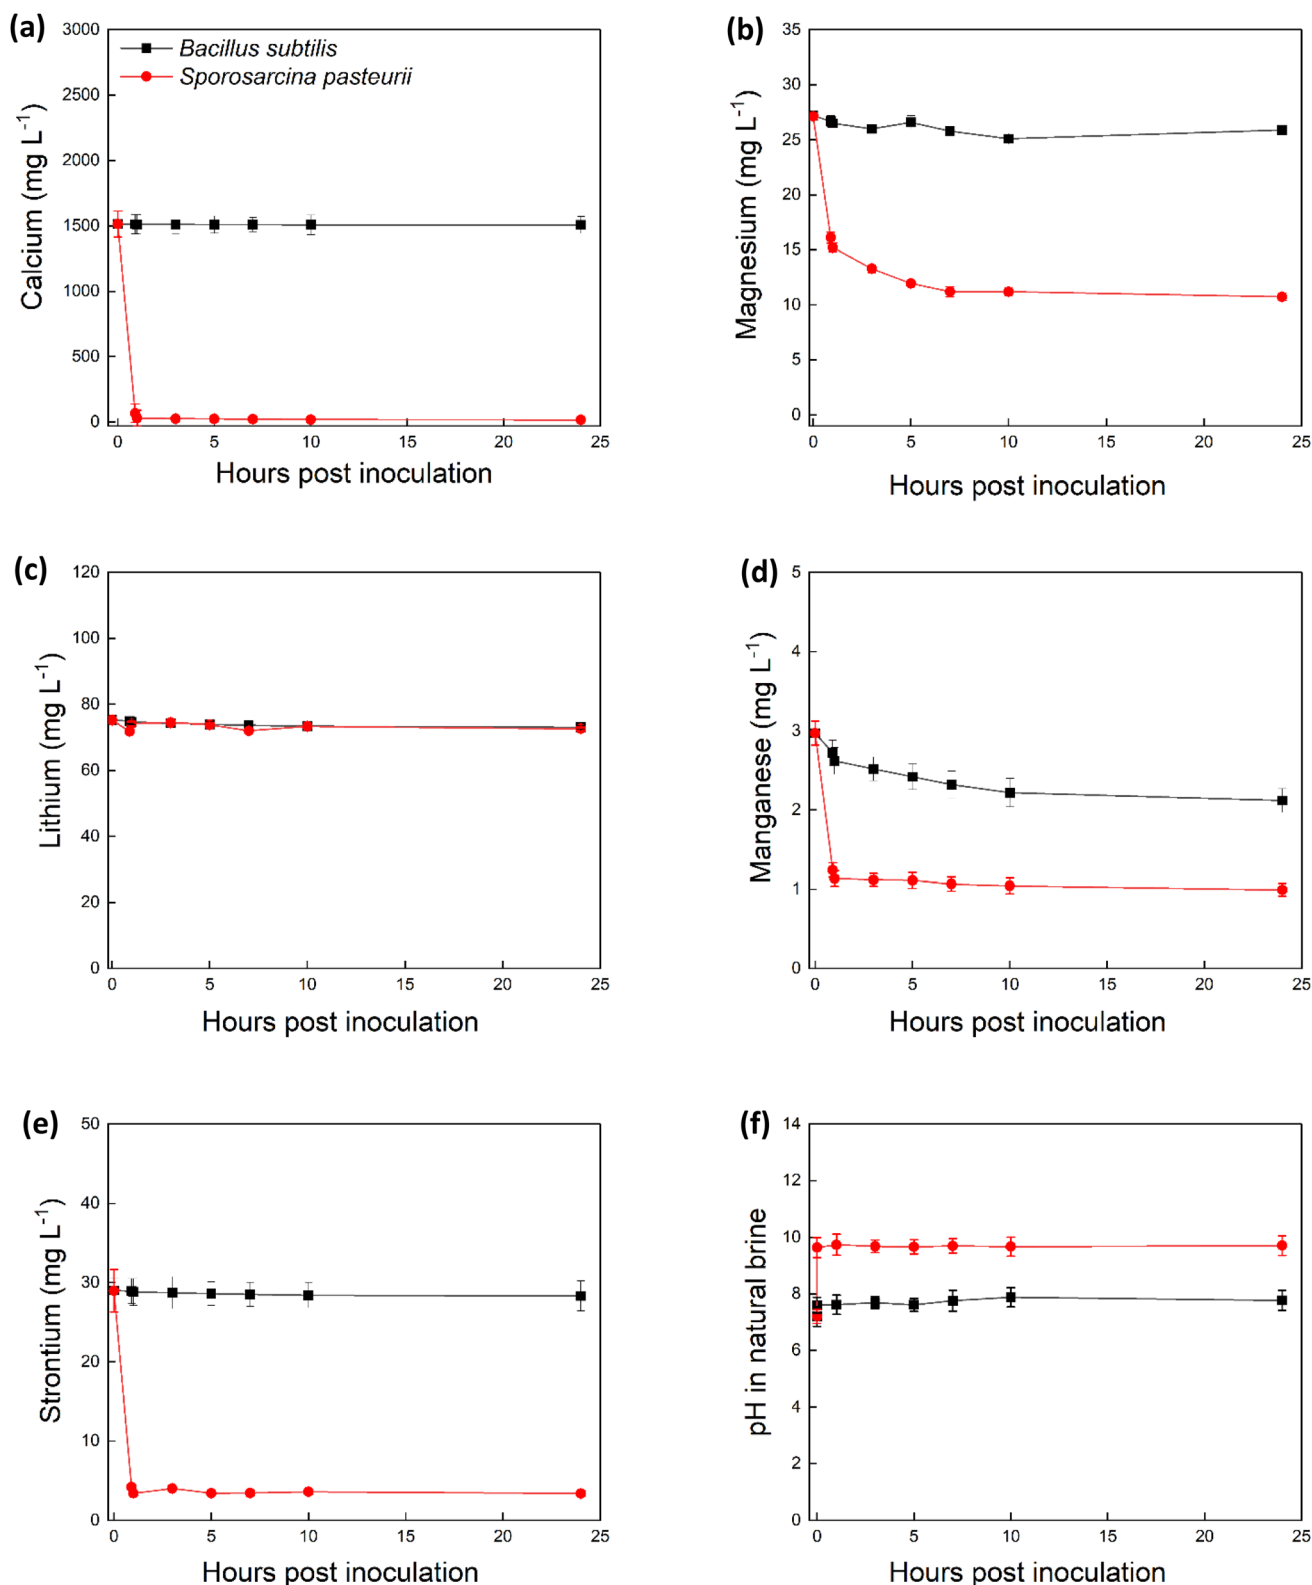 (a)
3000
2500
2000
1500
1000
500
0
Calcium (mg L-1)
Bacillus subtilis
Sporosarcina pasteurii
0 5 10 15 20 25
Hours post inoculation
(b)
35
30
25
20
15
10
5
0
Magnesium (mg L-1)
0 5 10 15 20 25
Hours post inoculation
(c)
120
100
80
60
40
20
0
Lithium (mg L-1)
0 5 10 15 20 25
Hours post inoculation
(d)
5
4
3
2
1
0
Manganese (mg L-1)
0 5 10 15 20 25
Hours post inoculation
(e)
50
40
30
20
10
0
Strontium (mg L-1)
0 5 10 15 20 25
Hours post inoculation
(f)
14
12
10
8
6
4
2
0
pH in natural brine
0 5 10 15 20 25
Hours post inoculation